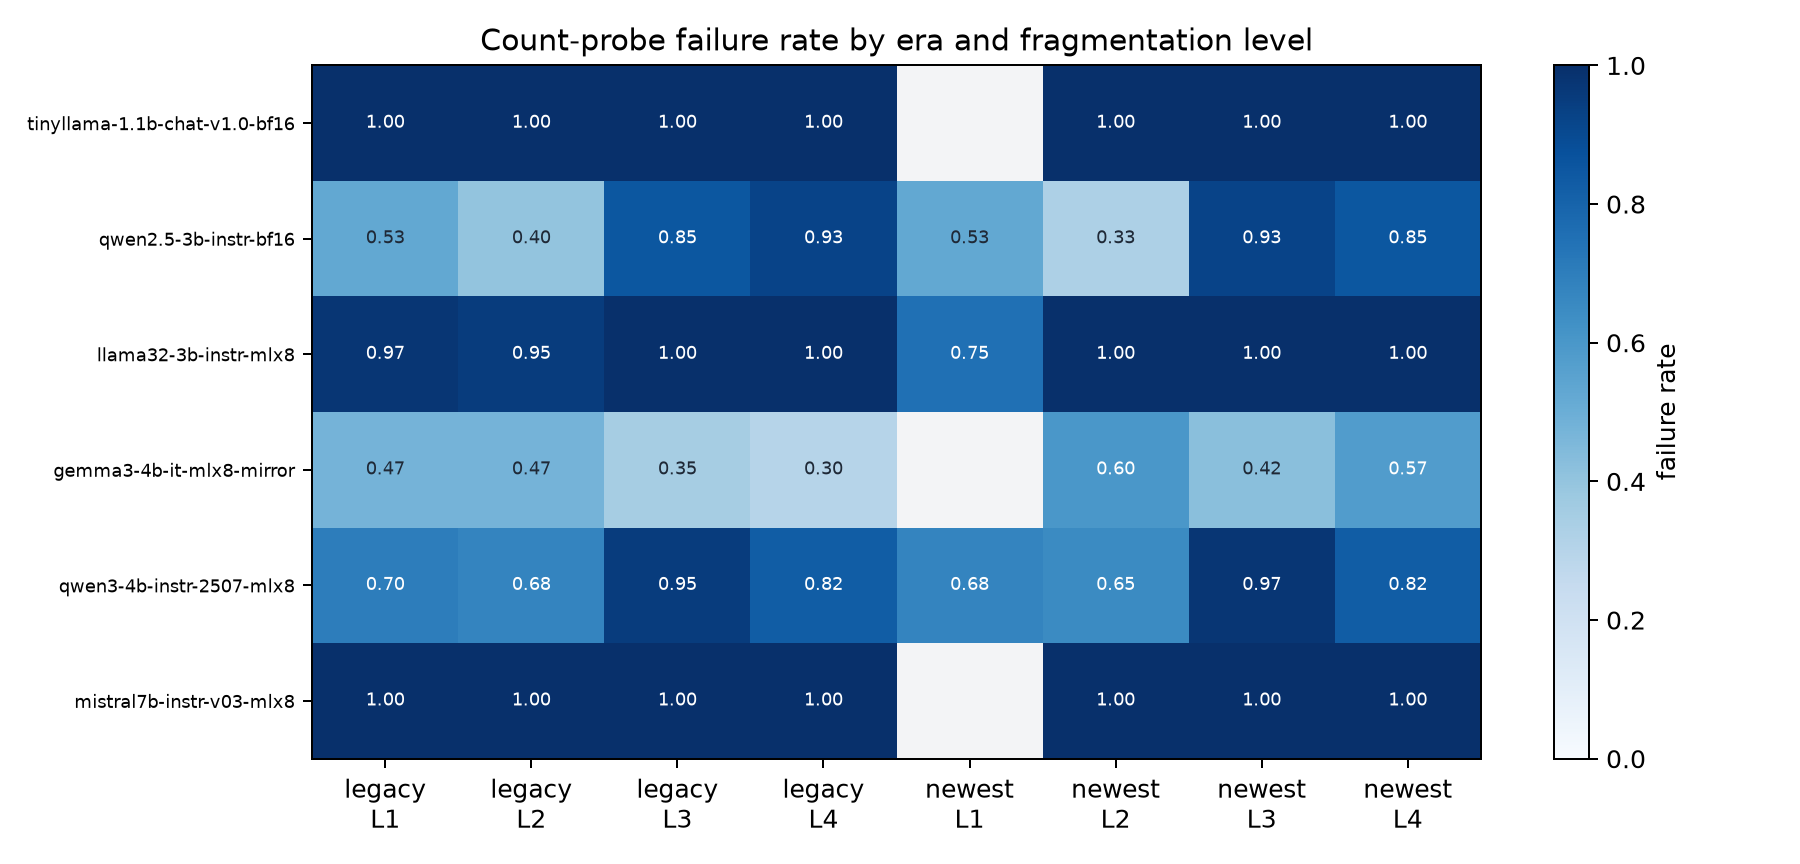 Count-probe failure rate by era and fragmentation level
tinyllama-1.1b-chat-v1.0-bf16 1.00 1.00 1.00 1.00 1.00 1.00 1.00
qwen2.5-3b-instr-bf16 0.53 0.40 0.85 0.93 0.53 0.33 0.93 0.85
llama32-3b-instr-mlx8 0.97 0.95 1.00 1.00 0.75 1.00 1.00 1.00
gemma3-4b-it-mlx8-mirror 0.47 0.47 0.35 0.30 0.60 0.42 0.57
qwen3-4b-instr-2507-mlx8 0.70 0.68 0.95 0.82 0.68 0.65 0.97 0.82
mistral7b-instr-v03-mlx8 1.00 1.00 1.00 1.00 1.00 1.00 1.00
legacy legacy legacy legacy newest newest newest newest
L1 L2 L3 L4 L1 L2 L3 L4
1.0
0.8
0.6
0.4
0.2
0.0
failure rate